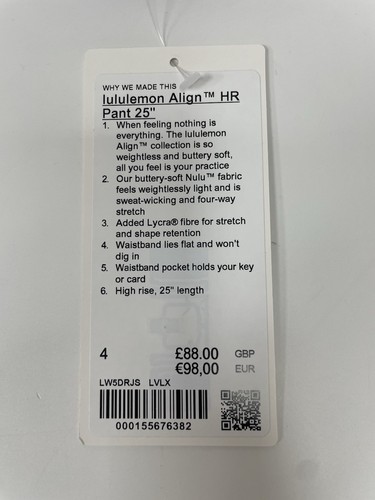 WHY WE MADE THIS
lululemon Align™ HR
Pant 25"
1. When feeling nothing is
everything. The lululemon
Align™ collection is so
weightless and buttery soft,
all you feel is your practice
2. Our buttery-soft Nulu™ fabric
feels weightlessly light and is
sweat-wicking and four-way
stretch
3. Added Lycra® fibre for stretch
and shape retention
4. Waistband lies flat and won't
dig in
5. Waistband pocket holds your key
or card
6. High rise, 25" length
4 £88.00 GBP
€98,00 EUR
LW5DRJS LVLX
000155676382